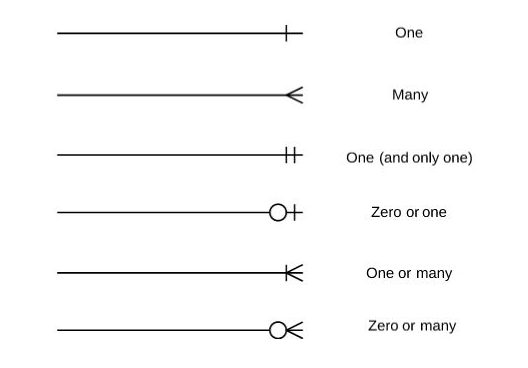 One
Many
One (and only one)
Zero or one
One or many
Zero or many